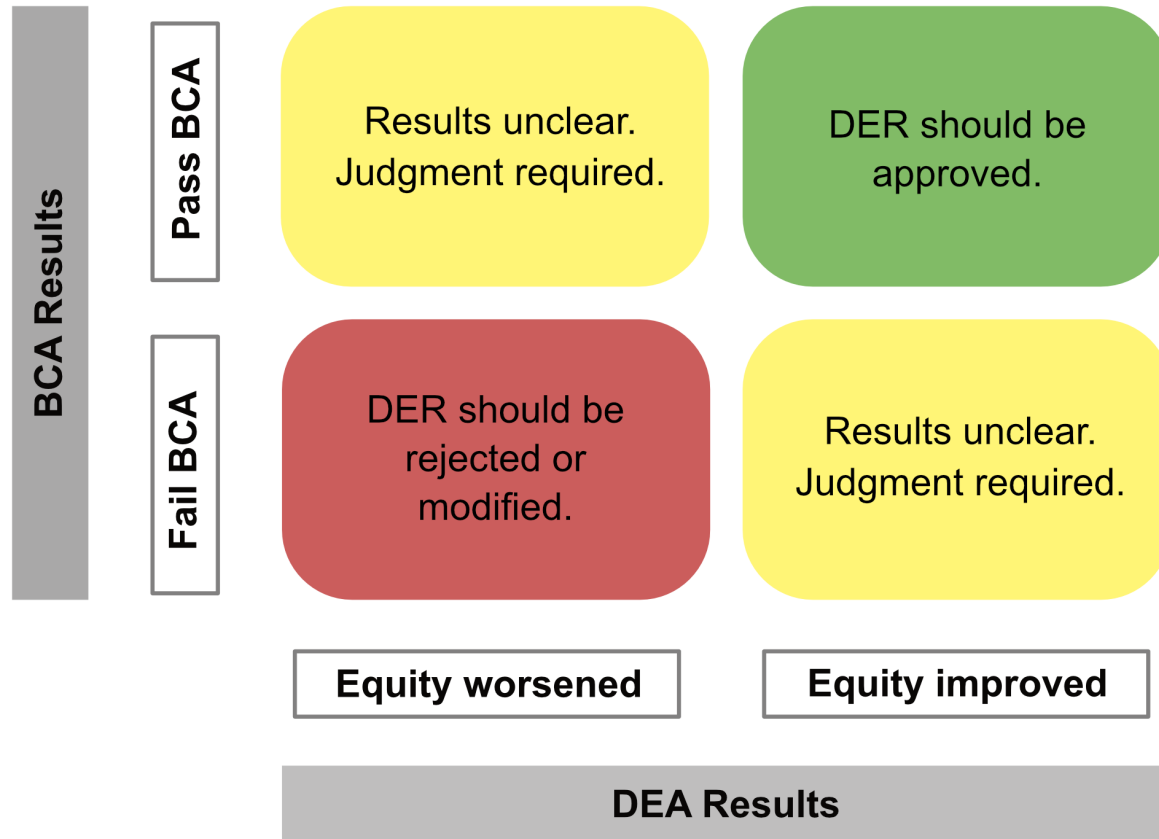 BCA Results
Pass BCA
Results unclear.
Judgment required.
DER should be
approved.
Fail BCA
DER should be
rejected or
modified.
Results unclear.
Judgment required.
Equity worsened
Equity improved
DEA Results